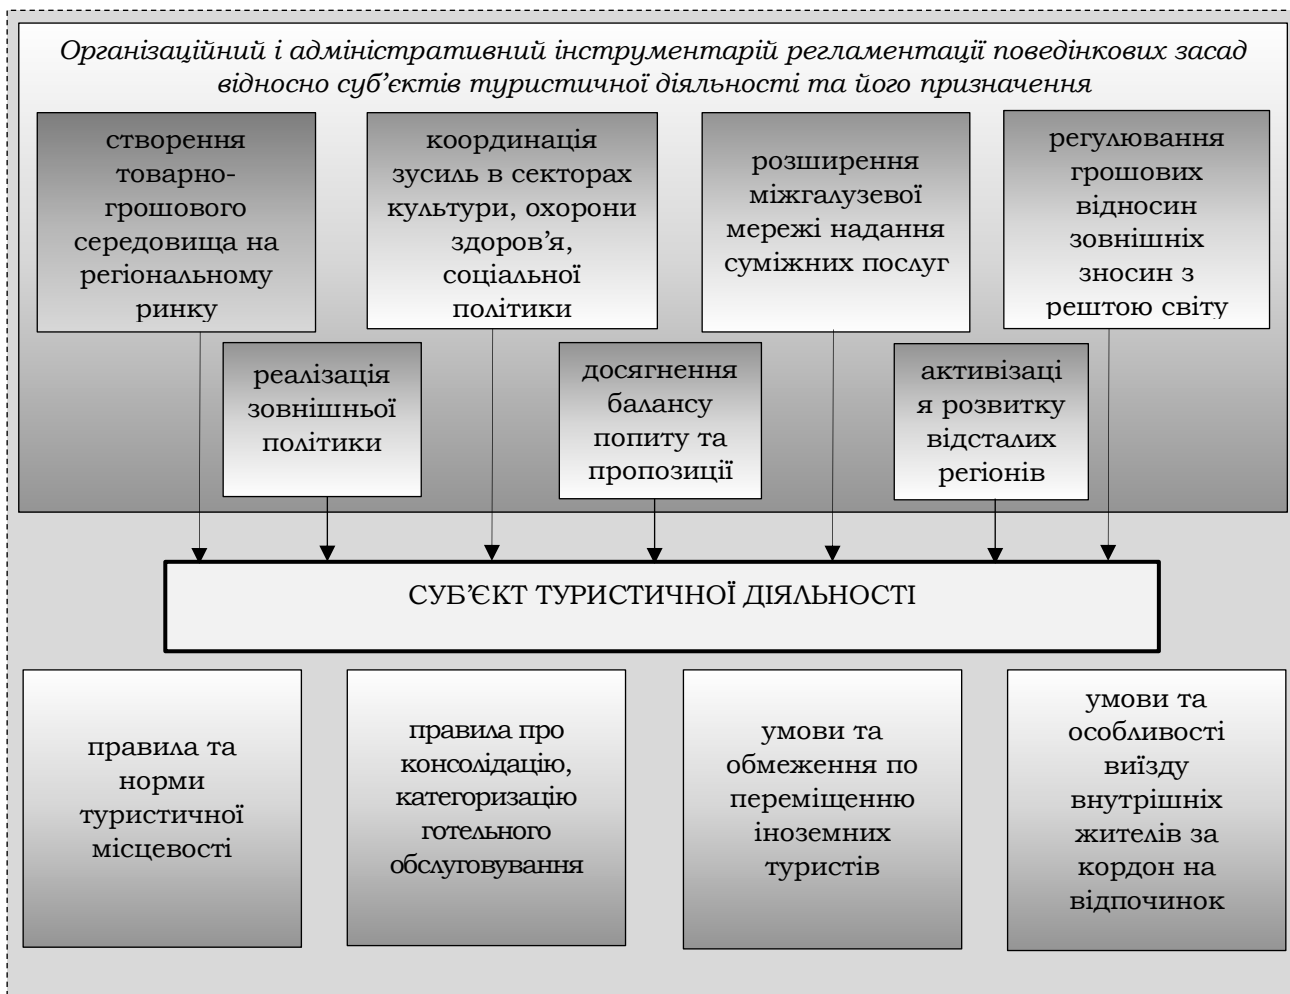 Організаційний і адміністративний інструментарій регламентації поведінкових засад
відносно суб’єктів туристичної діяльності та його призначення
створення
товарно-
грошового
середовища на
регіональному
ринку
координація
зусиль в секторах
культури, охорони
здоров’я,
соціальної
політики
розширення
міжгалузевої
мережі надання
суміжних послуг
регулювання
грошових
відносин
зовнішніх
зносин з
рештою світу
реалізація
зовнішньої
політики
досягнення
балансу
попиту та
пропозиції
активізаці
я розвитку
відсталих
регіонів
СУБ’ЄКТ ТУРИСТИЧНОЇ ДІЯЛЬНОСТІ
правила та
норми
туристичної
місцевості
правила про
консолідацію,
категоризацію
готельного
обслуговування
умови та
обмеження по
переміщенню
іноземних
туристів
умови та
особливості
виїзду
внутрішніх
жителів за
кордон на
відпочинок